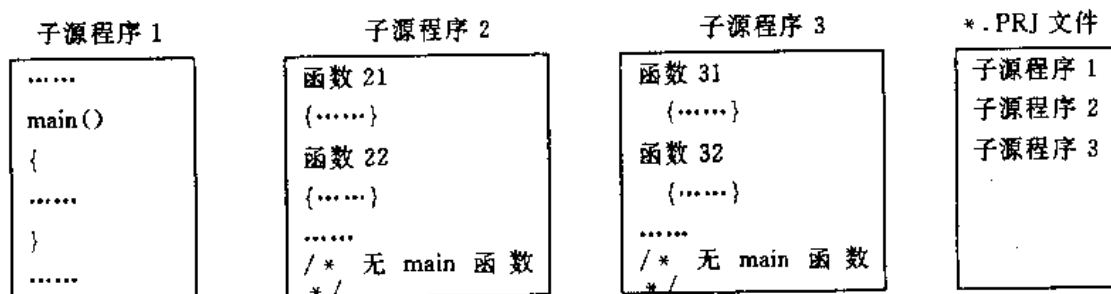 子源程序 1
……
main()
{
……
}
……
子源程序 2
函数 21
{……}
函数 22
{……}
……
/* 无 main 函 数
*/
子源程序 3
函数 31
{……}
函数 32
{……}
……
/* 无 main 函 数
*/
*.PRJ 文件
子源程序 1
子源程序 2
子源程序 3